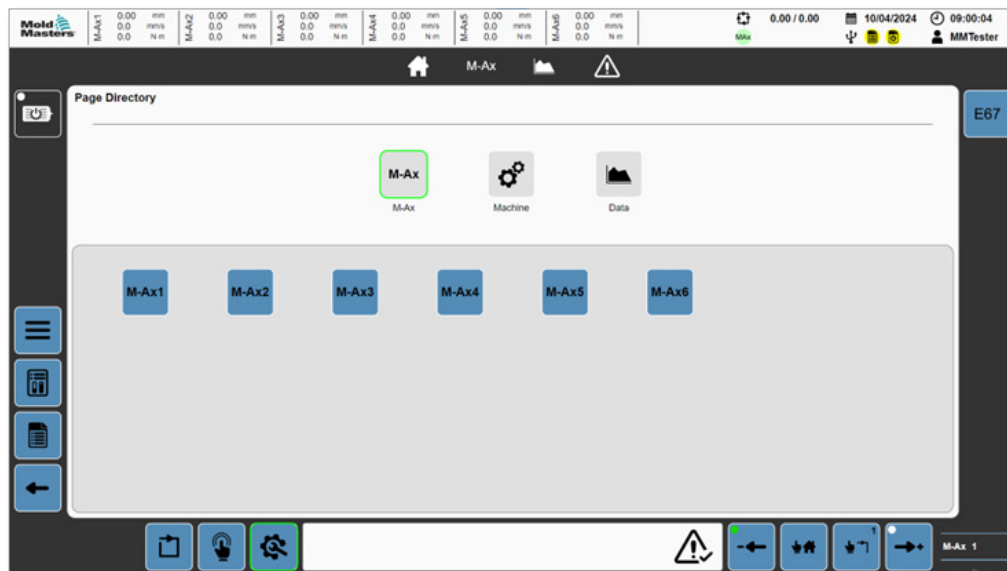 Mold Masters
M-Ax1 0.00 mm 0.0 mm/s 0.0 N·m
M-Ax2 0.00 mm 0.0 mm/s 0.0 N·m
M-Ax3 0.00 mm 0.0 mm/s 0.0 N·m
M-Ax4 0.00 mm 0.0 mm/s 0.0 N·m
M-Ax5 0.00 mm 0.0 mm/s 0.0 N·m
M-Ax6 0.00 mm 0.0 mm/s 0.0 N·m
MAx
0.00 / 0.00
10/04/2024
09:00:04
MMTester
M-Ax
Page Directory
E67
M-Ax
M-Ax Machine Data
M-Ax1 M-Ax2 M-Ax3 M-Ax4 M-Ax5 M-Ax6
1
M-Ax 1